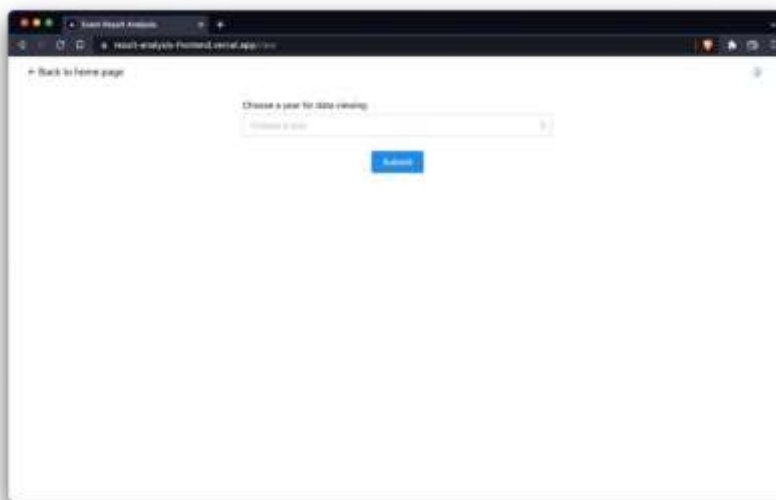 Exam Result Analysis
result-analysis-frontend.vercel.app/view
← Back to home page
Choose a year for data viewing
Choose a year
Submit